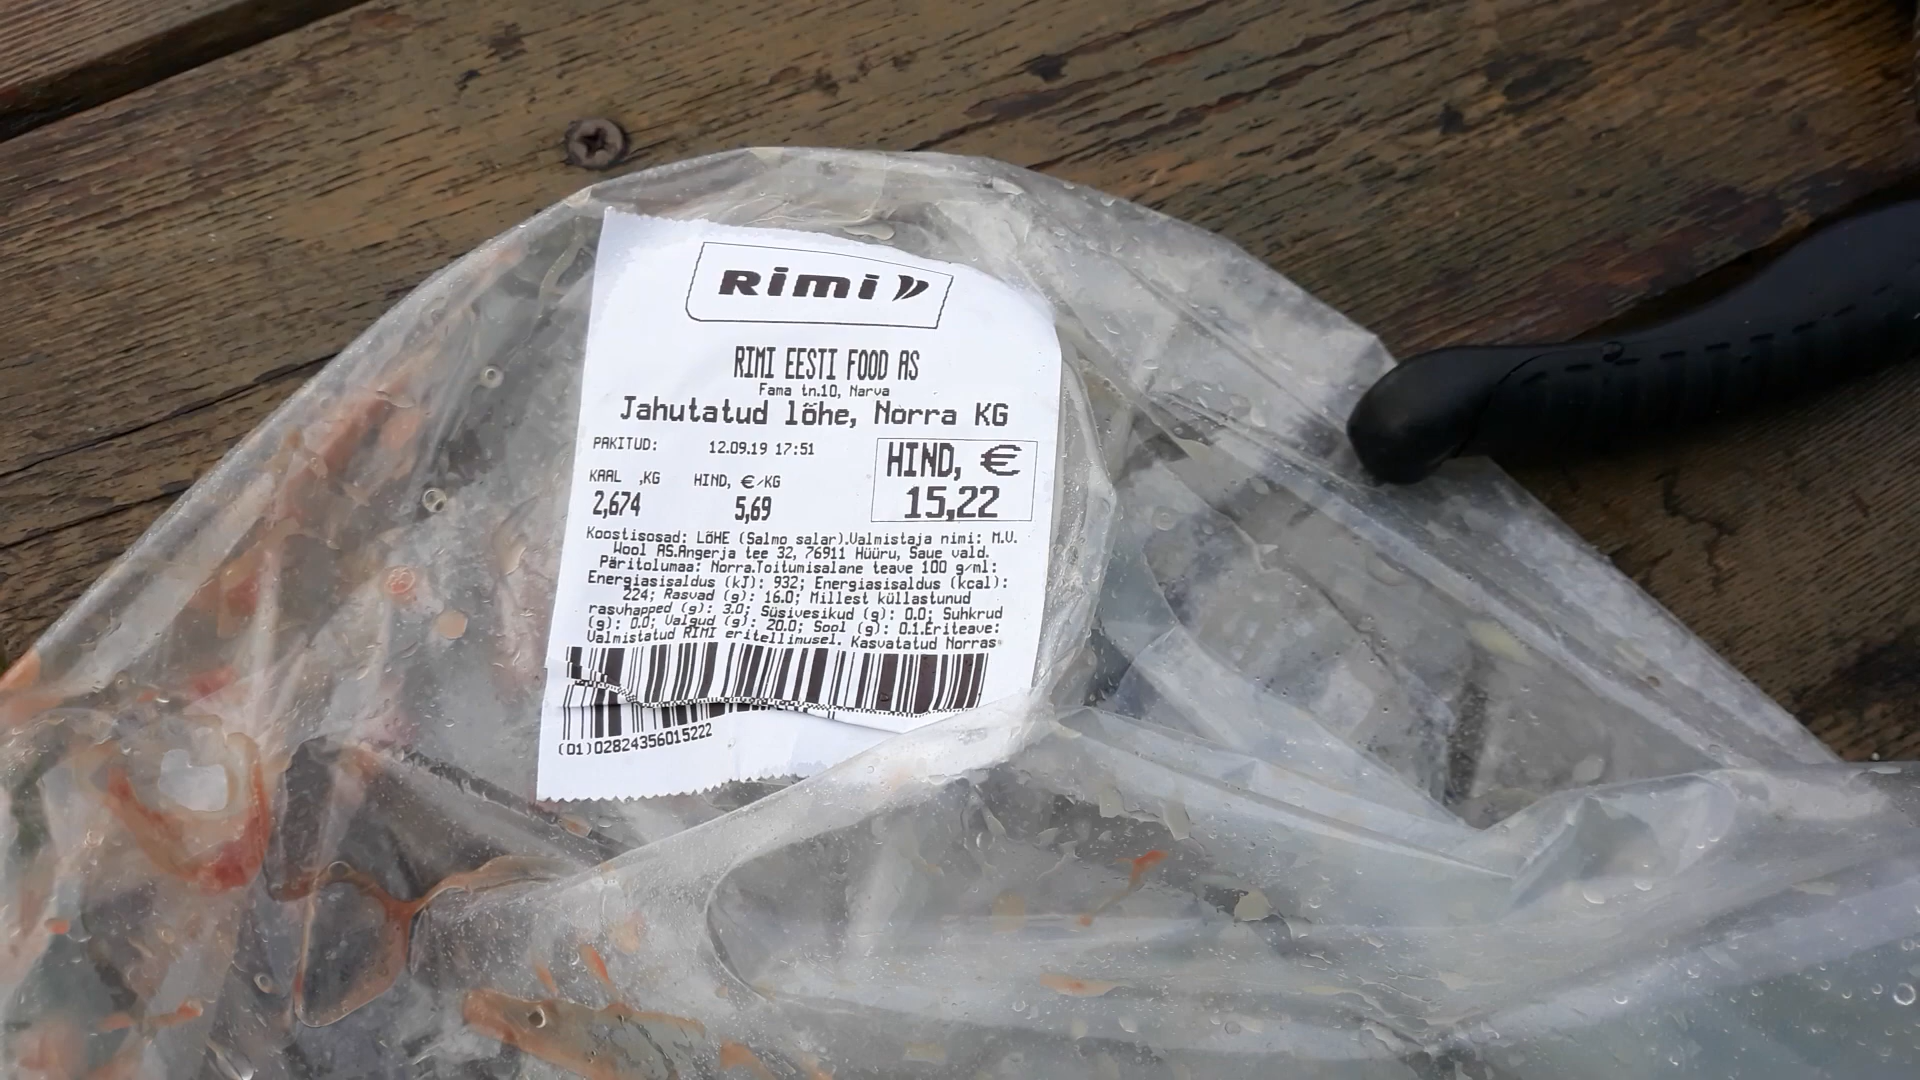 Rimi
RIMI EESTI FOOD AS
Fama tn.10, Narva
Jahutatud lõhe, Norra KG
PAKITUD: 12.09.19 17:51
HIND, €
KAAL ,KG HIND, €/KG
2,674 5,69 15,22
Koostisosad: LÕHE (Salmo salar).Valmistaja nimi: M.V.
Wool AS.Angerja tee 32, 76911 Hüüru, Saue vald.
Päritolumaa: Norra.Toitumisalane teave 100 g/ml:
Energiasisaldus (kJ): 932; Energiasisaldus (kcal):
224; Rasvad (g): 16.0; Millest küllastunud
rasvhapped (g): 3.0; Süsivesikud (g): 0.0; Suhkrud
(g): 0.0; Valgud (g): 20.0; Sool (g): 0.1.Eriteave:
Valmistatud RIMI eritellimusel. Kasvatatud Norras
(01)02824356015222